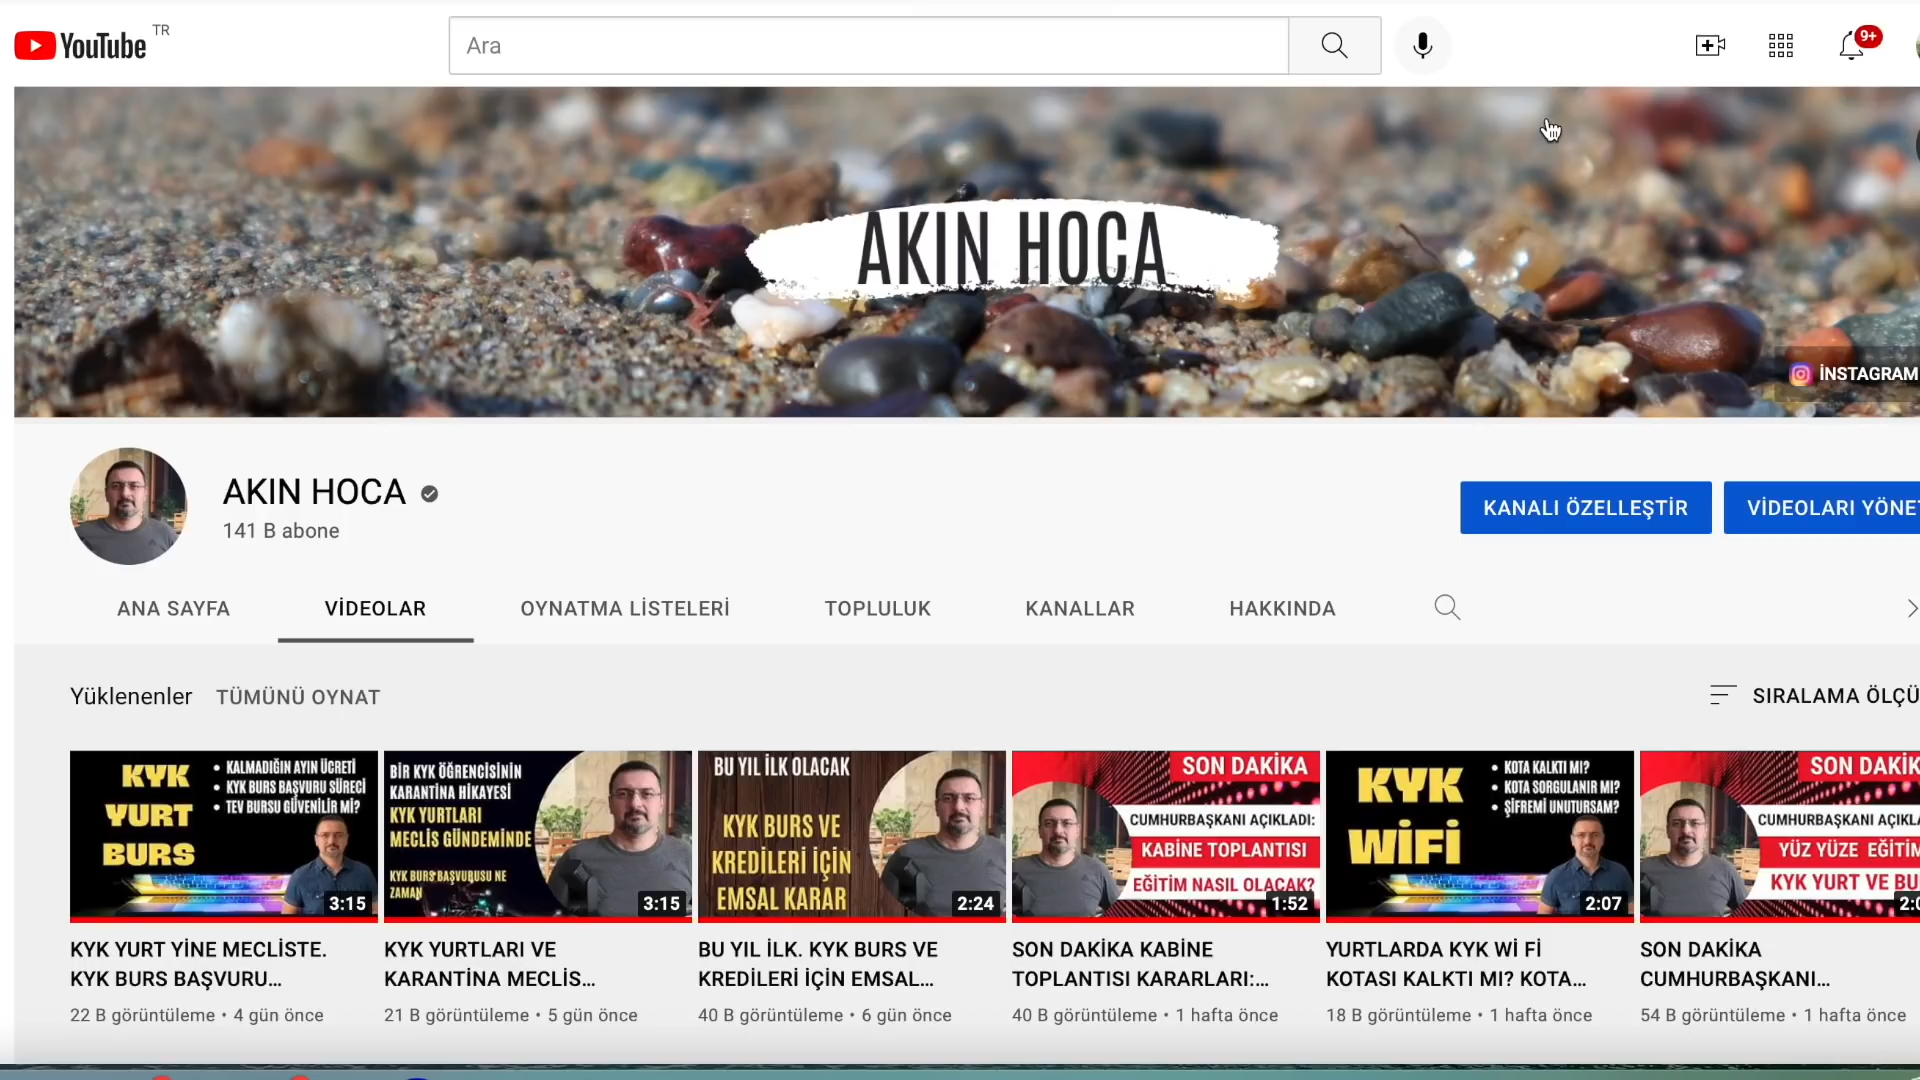 YouTube TR
Ara
9+
AKIN HOCA
İNSTAGRAM
AKIN HOCA
141 B abone
KANALI ÖZELLEŞTİR
VİDEOLARI YÖNET
ANA SAYFA
VİDEOLAR
OYNATMA LİSTELERİ
TOPLULUK
KANALLAR
HAKKINDA
Yüklenenler
TÜMÜNÜ OYNAT
SIRALAMA ÖLÇÜ
KYK
YURT
BURS
• KALMADIĞIN AYIN ÜCRETİ
• KYK BURS BAŞVURU SÜRECİ
• TEV BURSU GÜVENİLİR Mİ?
3:15
KYK YURT YİNE MECLİSTE.
KYK BURS BAŞVURU...
22 B görüntüleme • 4 gün önce
BİR KYK ÖĞRENCİSİNİN
KARANTİNA HİKAYESİ
KYK YURTLARI
MECLİS GÜNDEMİNDE
KYK BURS BAŞVURUSU NE
ZAMAN
3:15
KYK YURTLARI VE
KARANTİNA MECLİS...
21 B görüntüleme • 5 gün önce
BU YIL İLK OLACAK
KYK BURS VE
KREDİLERİ İÇİN
EMSAL KARAR
2:24
BU YIL İLK. KYK BURS VE
KREDİLERİ İÇİN EMSAL...
40 B görüntüleme • 6 gün önce
SON DAKİKA
CUMHURBAŞKANI AÇIKLADI:
KABİNE TOPLANTISI
EĞİTİM NASIL OLACAK?
1:52
SON DAKİKA KABİNE
TOPLANTISI KARARLARI:...
40 B görüntüleme • 1 hafta önce
KYK
WİFİ
• KOTA KALKTI MI?
• KOTA SORGULANIR MI?
• ŞİFREMİ UNUTURSAM?
2:07
YURTLARDA KYK Wİ Fİ
KOTASI KALKTI MI? KOTA...
18 B görüntüleme • 1 hafta önce
SON DAKİK
CUMHURBAŞKANI AÇIKLA
YÜZ YÜZE EĞİTİM
KYK YURT VE BU
2:0
SON DAKİKA
CUMHURBAŞKANI...
54 B görüntüleme • 1 hafta önce